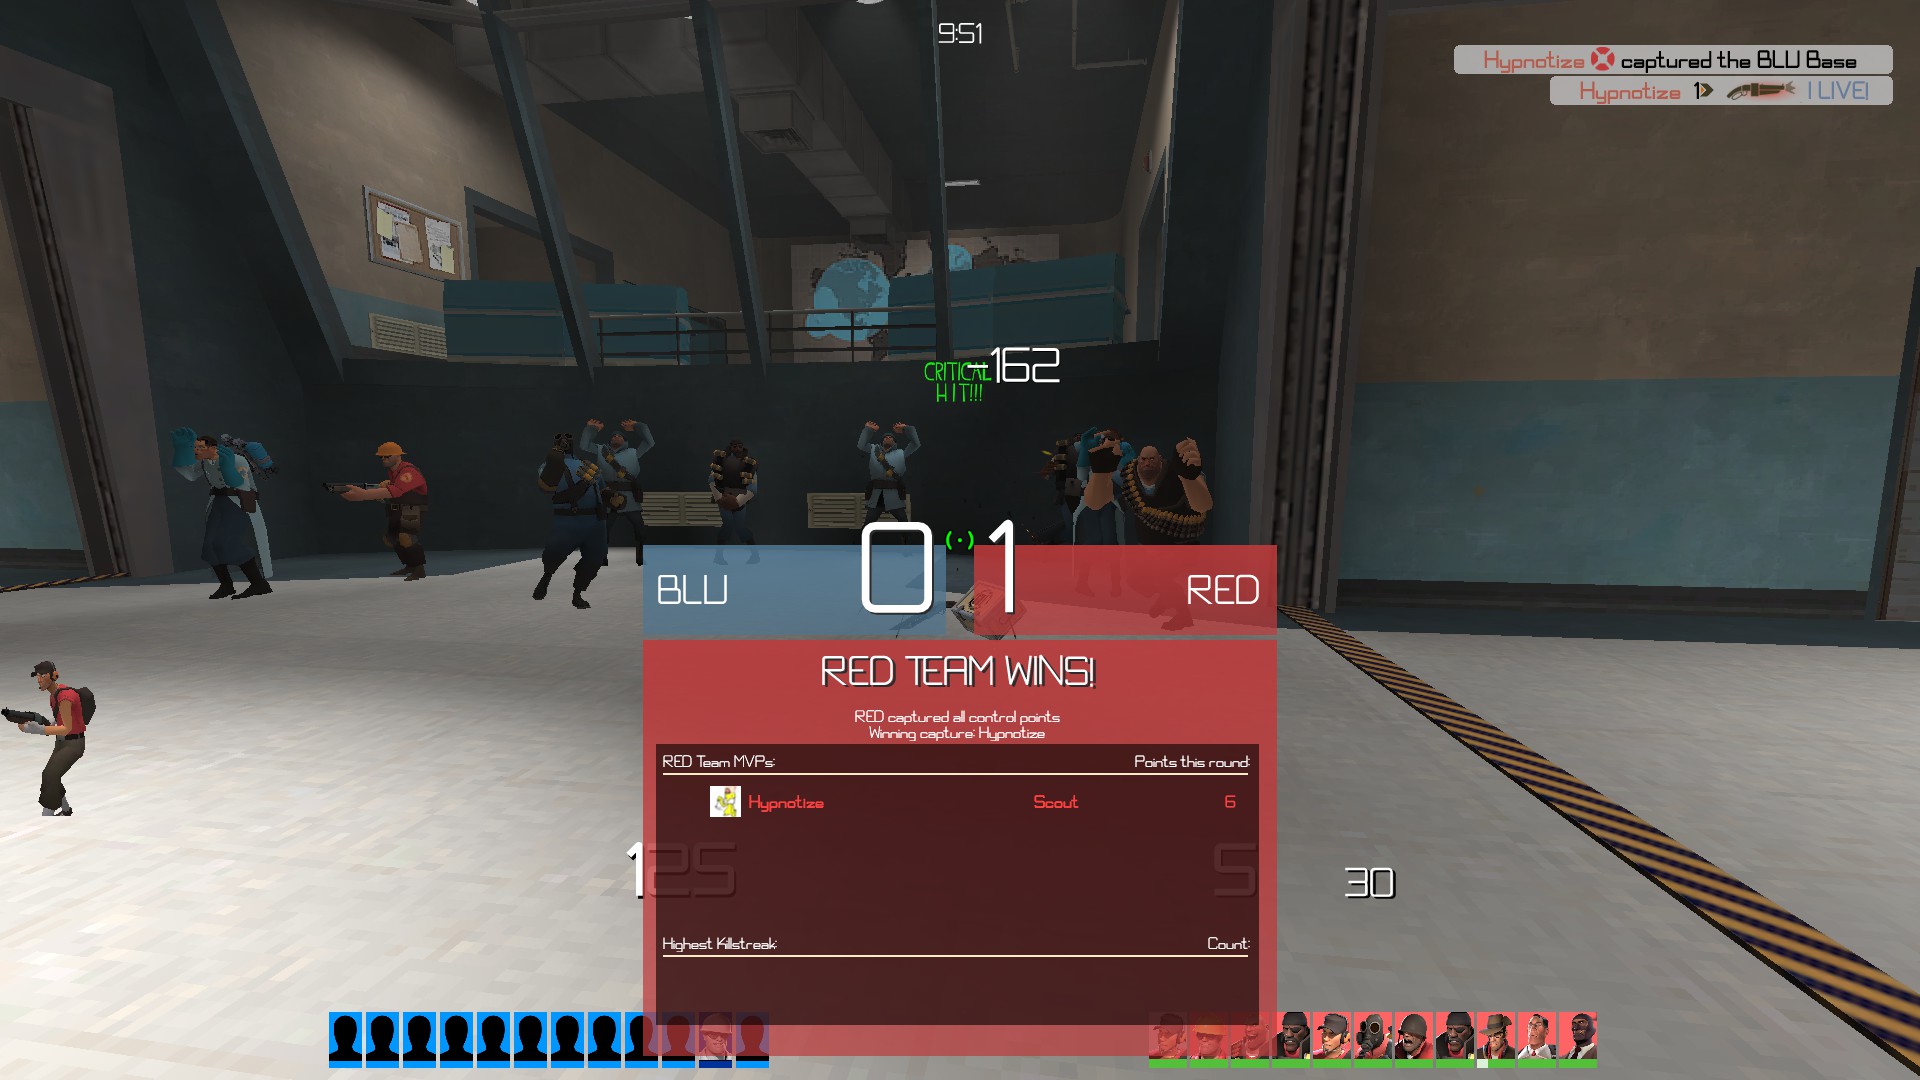 9:51
Hypnotize captured the BLU Base
Hypnotize 1 I LIVE!
CRITICAL HIT!!!
-162
BLU 0 1 RED
RED TEAM WINS!
RED captured all control points
Winning capture: Hypnotize
RED Team MVPs: Points this round:
Hypnotize Scout 6
125 5 30
Highest Killstreak: Count: